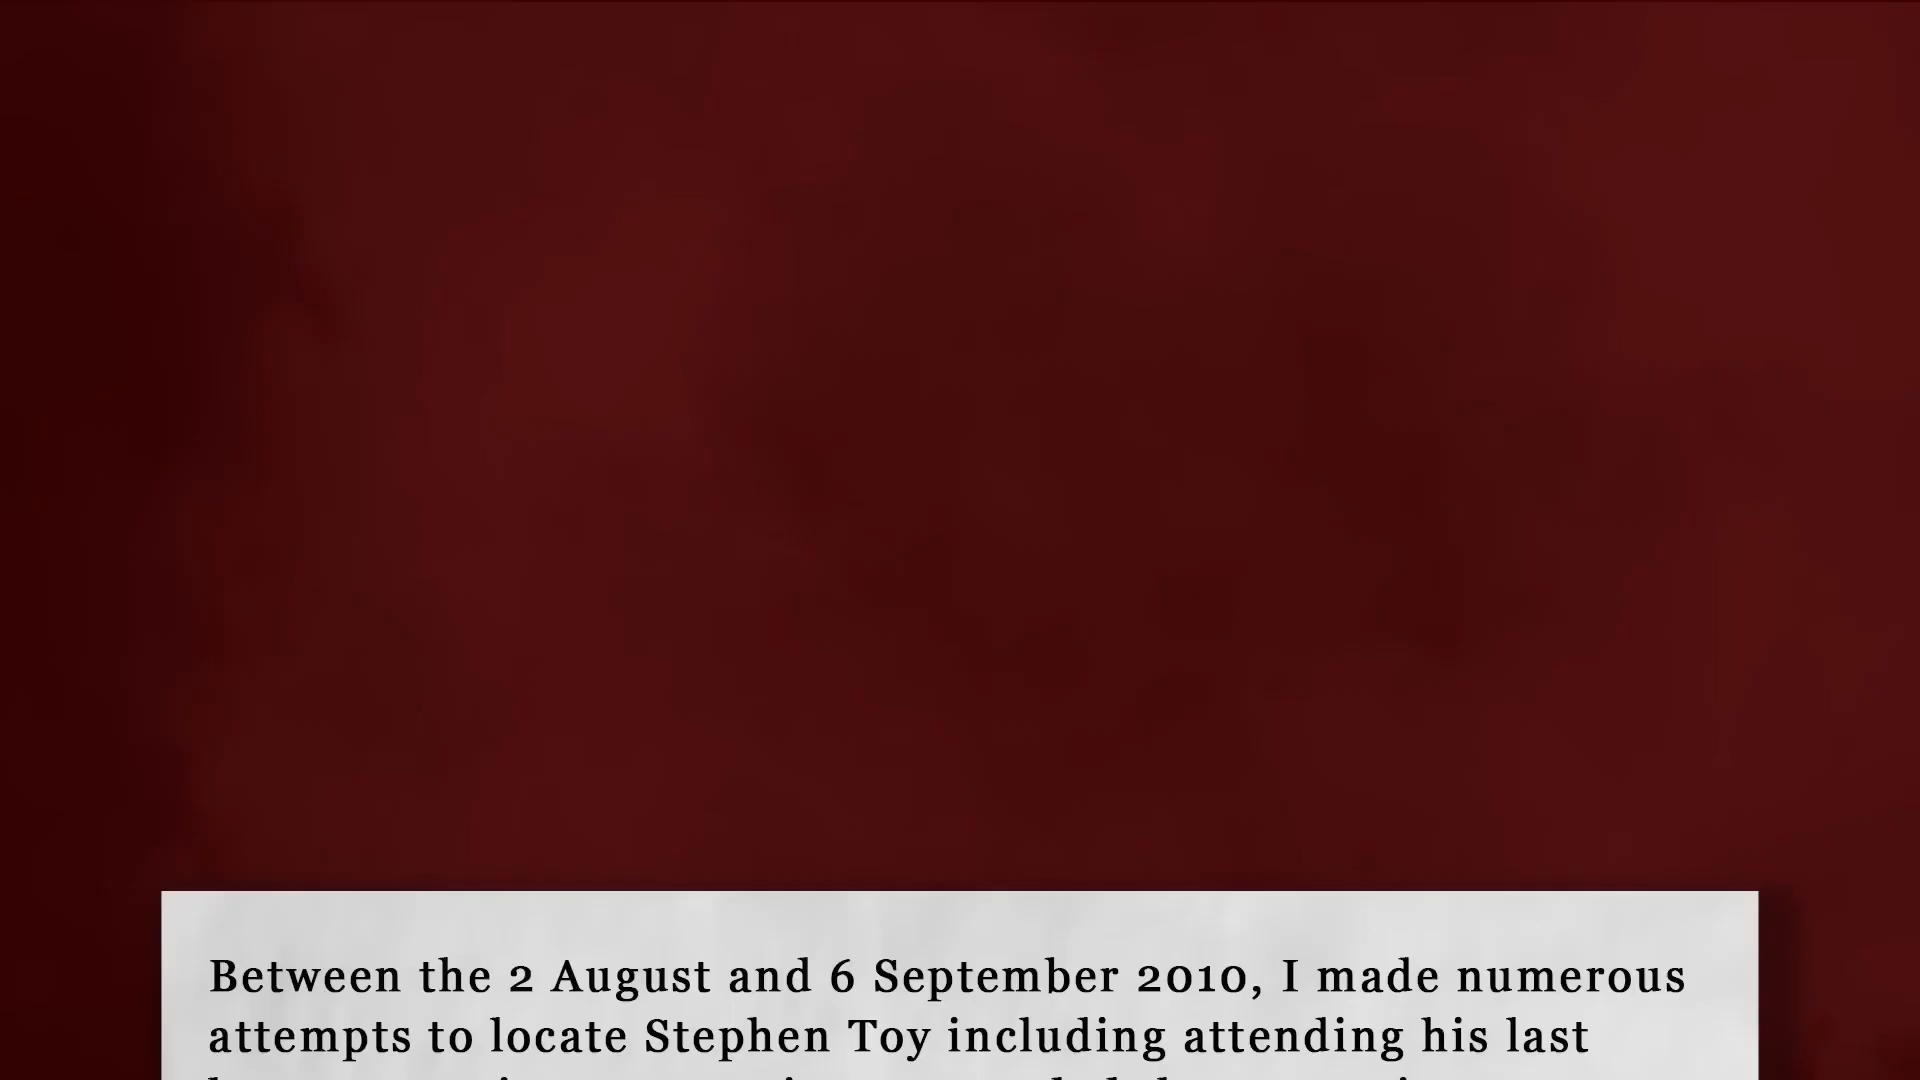 Between the 2 August and 6 September 2010, I made numerous
attempts to locate Stephen Toy including attending his last